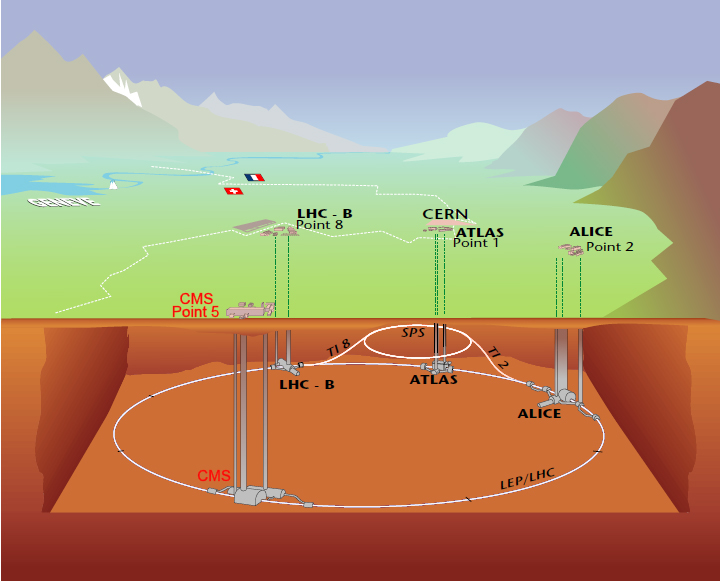 GENEVE
LHC - B
Point 8
CERN
ATLAS
Point 1
ALICE
Point 2
CMS
Point 5
SPS
TI 8
TI 2
LHC - B
ATLAS
ALICE
CMS
LEP/LHC